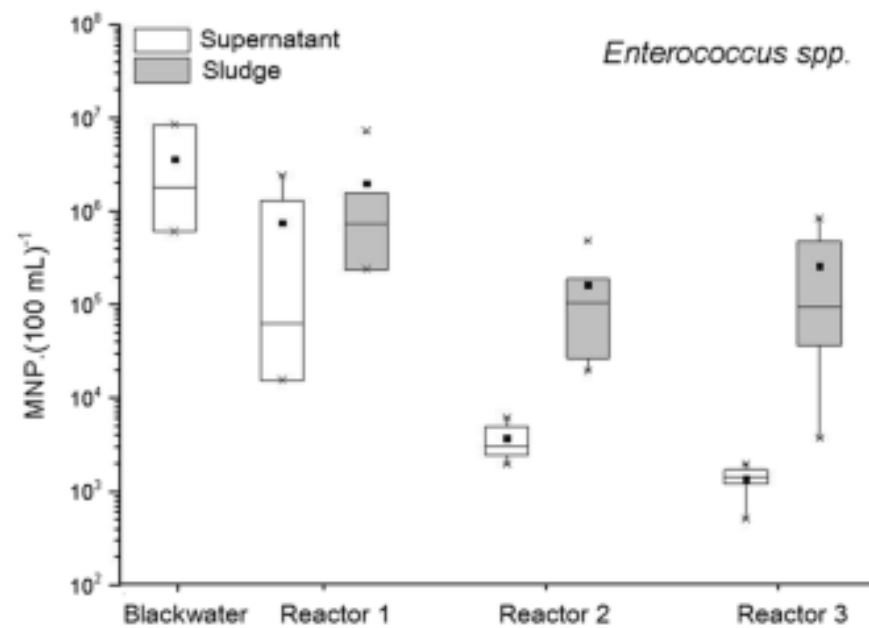 Supernatant
Sludge
Enterococcus spp.
MNP.(100 mL)⁻¹
10⁸
10⁷
10⁶
10⁵
10⁴
10³
10²
Blackwater Reactor 1 Reactor 2 Reactor 3